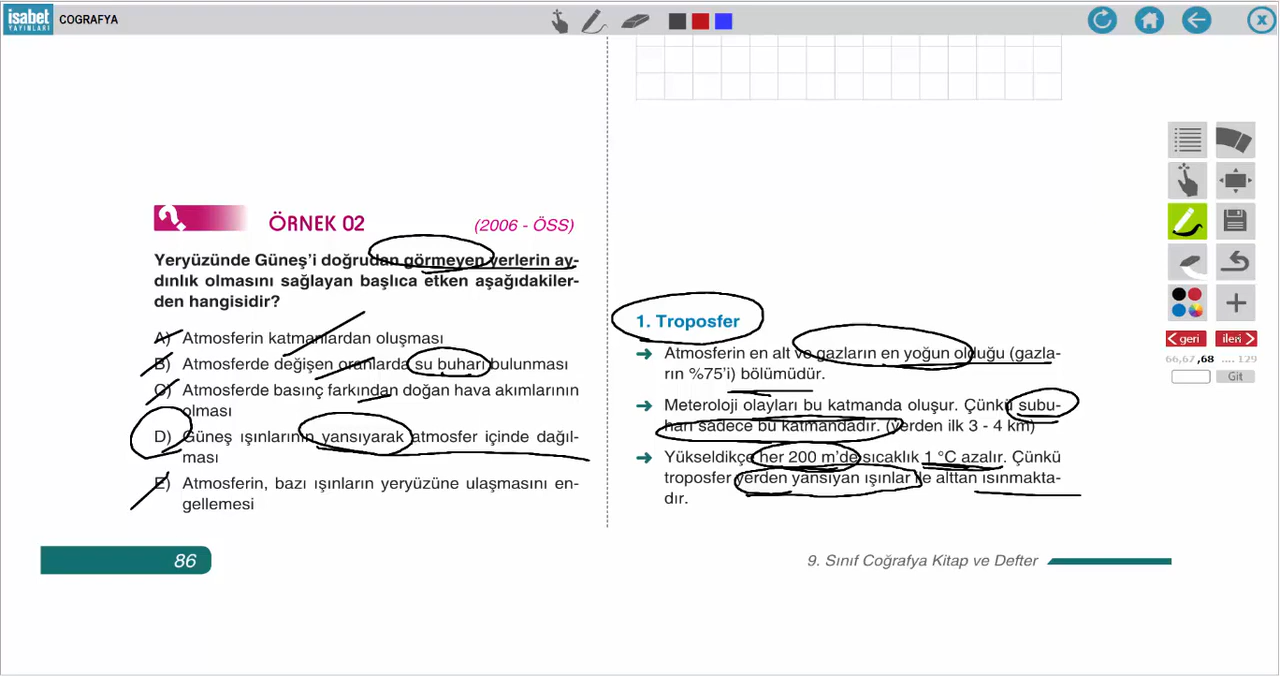 isabet
YAYINLARI
COGRAFYA
ÖRNEK 02
(2006 - ÖSS)
Yeryüzünde Güneş'i doğrudan görmeyen yerlerin ay-
dınlık olmasını sağlayan başlıca etken aşağıdakiler-
den hangisidir?
A) Atmosferin katmanlardan oluşması
B) Atmosferde değişen oranlarda su buharı bulunması
C) Atmosferde basınç farkından doğan hava akımlarının
olması
D) Güneş ışınlarının yansıyarak atmosfer içinde dağıl-
ması
E) Atmosferin, bazı ışınların yeryüzüne ulaşmasını en-
gellemesi
86
1. Troposfer
Atmosferin en alt ve gazların en yoğun olduğu (gazla-
rın %75'i) bölümüdür.
Meteroloji olayları bu katmanda oluşur. Çünkü subu-
harı sadece bu katmandadır. (yerden ilk 3 - 4 km)
Yükseldikçe her 200 m'de sıcaklık 1 °C azalır. Çünkü
troposfer yerden yansıyan ışınlar ile alttan ısınmakta-
dır.
9. Sınıf Coğrafya Kitap ve Defter
geri
ileri
66,67,68 .... 129
Git